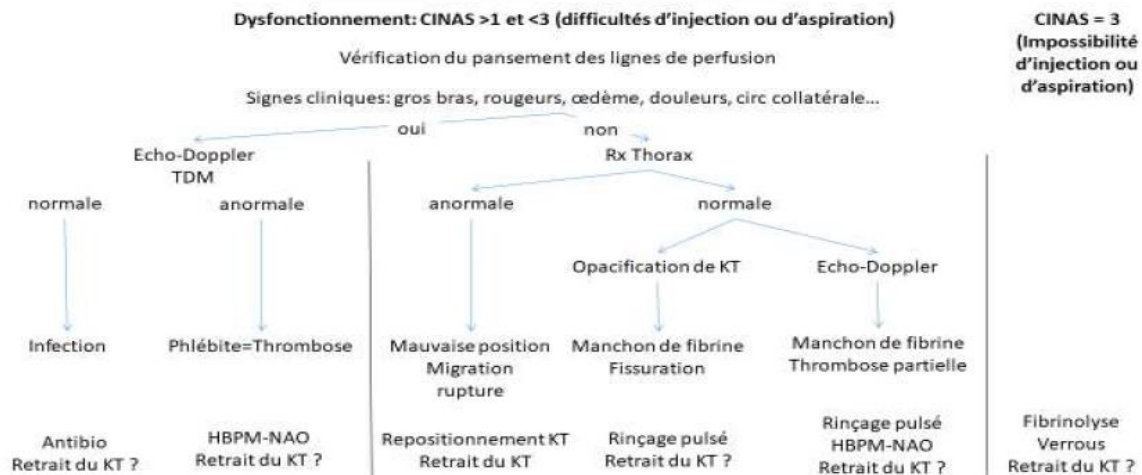 Dysfonctionnement: CINAS >1 et <3 (difficultés d'injection ou d'aspiration)
CINAS = 3
(Impossibilité
d'injection ou
d'aspiration)
Vérification du pansement des lignes de perfusion
Signes cliniques: gros bras, rougeurs, œdème, douleurs, circ collatérale...
oui
non
Echo-Doppler
TDM
Rx Thorax
normale
anormale
anormale
normale
Opacification de KT
Echo-Doppler
Infection
Phlébite=Thrombose
Mauvaise position
Migration
rupture
Manchon de fibrine
Fissuration
Manchon de fibrine
Thrombose partielle
Antibio
Retrait du KT ?
HBPM-NAO
Retrait du KT ?
Repositionnement KT
Retrait du KT
Rinçage pulsé
Retrait du KT ?
Rinçage pulsé
HBPM-NAO
Retrait du KT ?
Fibrinolyse
Verrous
Retrait du KT ?